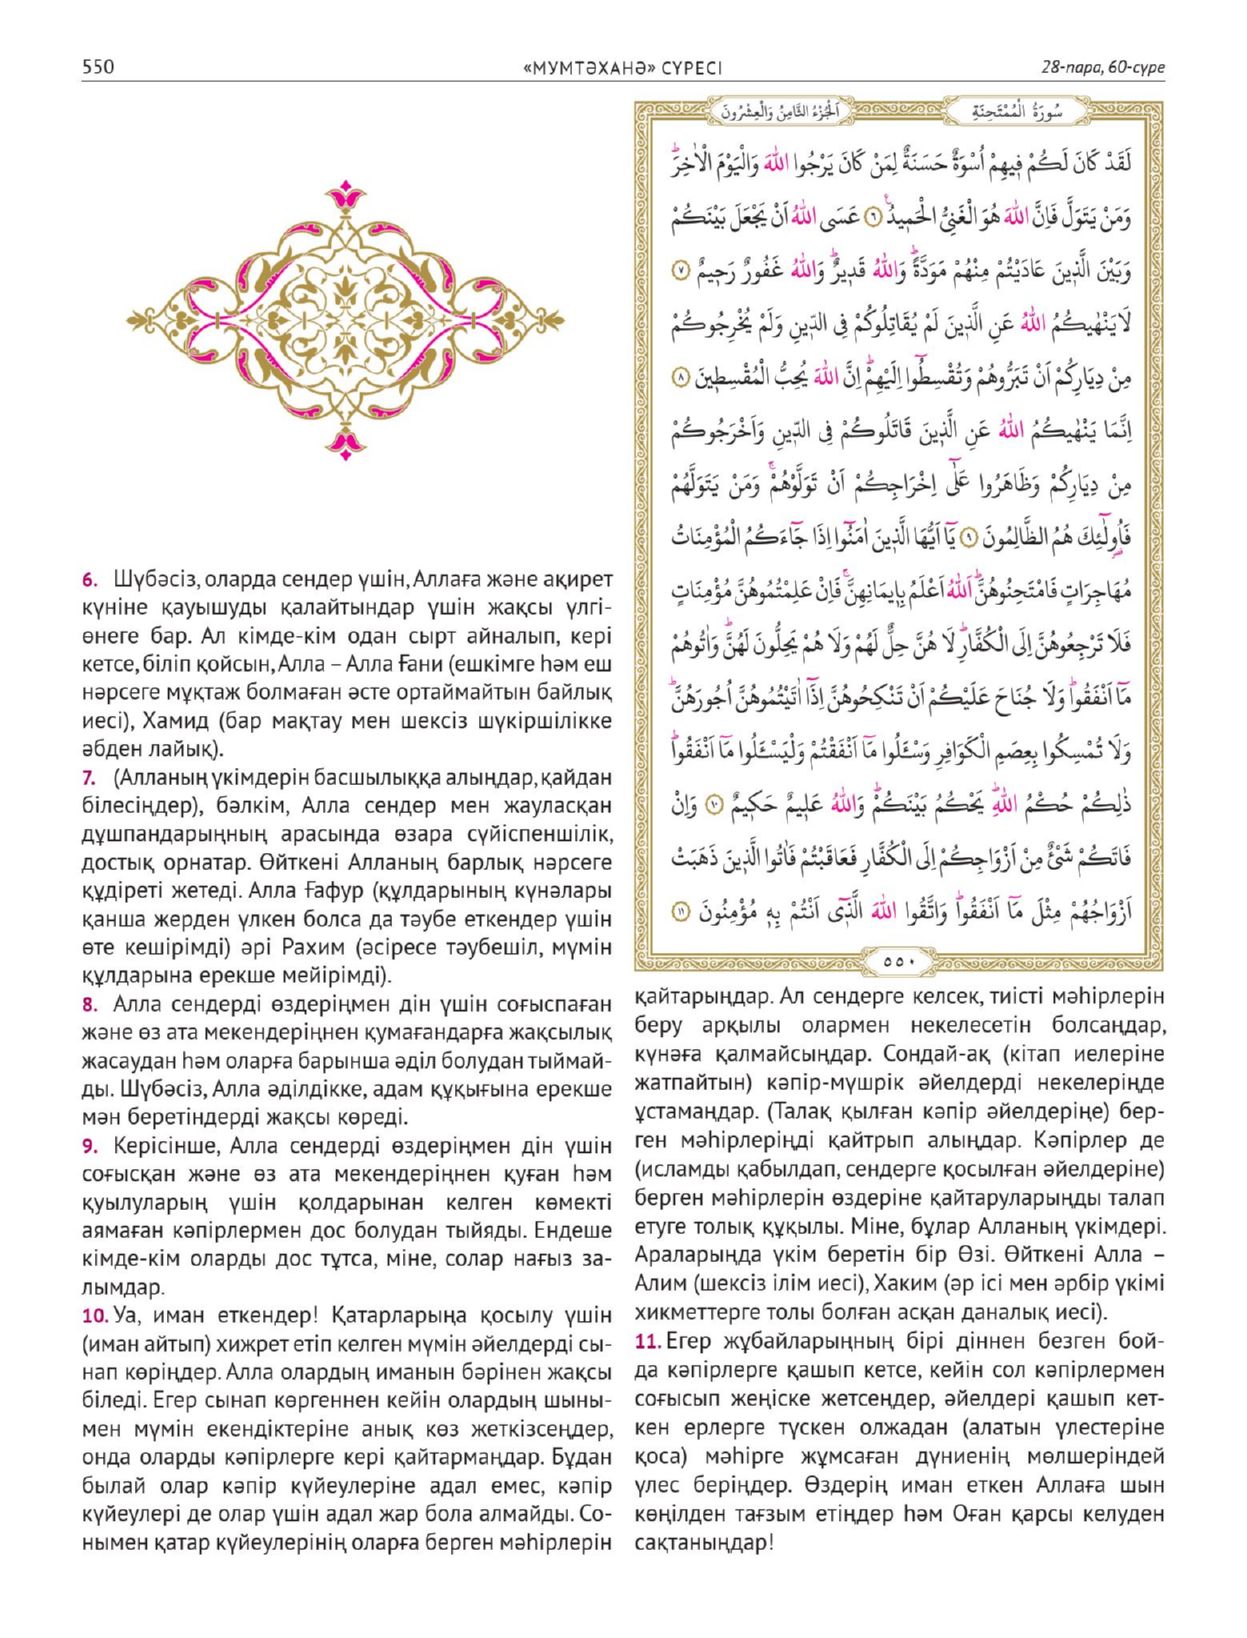 550
«МУМТӘХАНӘ» СҮРЕСІ
28-пара, 60-сүре
6. Шүбәсіз, оларда сендер үшін, Аллаға және ақирет
күніне қауышуды қалайтындар үшін жақсы үлгі-
өнеге бар. Ал кімде-кім одан сырт айналып, кері
кетсе, біліп қойсын, Алла – Алла Ғани (ешкімге һәм еш
нәрсеге мұқтаж болмаған әсте ортаймайтын байлық
иесі), Хамид (бар мақтау мен шексіз шүкіршілікке
әбден лайық).
7. (Алланың үкімдерін басшылыққа алыңдар, қайдан
білесіңдер), бәлкім, Алла сендер мен жауласқан
дұшпандарыңның арасында өзара сүйіспеншілік,
достық орнатар. Өйткені Алланың барлық нәрсеге
құдіреті жетеді. Алла Ғафур (құлдарының күнәлары
қанша жерден үлкен болса да тәубе еткендер үшін
өте кешірімді) әрі Рахим (әсіресе тәубешіл, мүмін
құлдарына ерекше мейірімді).
8. Алла сендерді өздеріңмен дін үшін соғыспаған
және өз ата мекендеріңнен қумағандарға жақсылық
жасаудан һәм оларға барынша әділ болудан тыймай-
ды. Шүбәсіз, Алла әділдікке, адам құқығына ерекше
мән беретіндерді жақсы көреді.
9. Керісінше, Алла сендерді өздеріңмен дін үшін
соғысқан және өз ата мекендеріңнен қуған һәм
қуылуларың үшін қолдарынан келген көмекті
аямаған кәпірлермен дос болудан тыйяды. Ендеше
кімде-кім оларды дос тұтса, міне, солар нағыз за-
лымдар.
10. Уа, иман еткендер! Қатарларыңа қосылу үшін
(иман айтып) хижрет етіп келген мүмін әйелдерді сы-
нап көріңдер. Алла олардың иманын бәрінен жақсы
біледі. Егер сынап көргеннен кейін олардың шыны-
мен мүмін екендіктеріне анық көз жеткізсеңдер,
онда оларды кәпірлерге кері қайтармаңдар. Бұдан
былай олар кәпір күйеулеріне адал емес, кәпір
күйеулері де олар үшін адал жар бола алмайды. Со-
нымен қатар күйеулерінің оларға берген мәһірлерін
سُورَةُ الْمُمْتَحِنَةِ
اَلْجُزْءُ الثَّامِنُ وَالْعِشْرُونَ
لَقَدْ كَانَ لَكُمْ فِيهِمْ اُسْوَةٌ حَسَنَةٌ لِمَنْ كَانَ يَرْجُوا اللّٰهَ وَالْيَوْمَ الْاٰخِرَۜ
وَمَنْ يَتَوَلَّ فَاِنَّ اللّٰهَ هُوَ الْغَنِيُّ الْحَمِيدُ۟ ٦ عَسَى اللّٰهُ اَنْ يَجْعَلَ بَيْنَكُمْ
وَبَيْنَ الَّذِينَ عَادَيْتُمْ مِنْهُمْ مَوَدَّةًۜ وَاللّٰهُ قَدِيرٌۜ وَاللّٰهُ غَفُورٌ رَحِيمٌ ٧
لَا يَنْهٰيكُمُ اللّٰهُ عَنِ الَّذِينَ لَمْ يُقَاتِلُوكُمْ فِي الدِّينِ وَلَمْ يُخْرِجُوكُمْ
مِنْ دِيَارِكُمْ اَنْ تَبَرُّوهُمْ وَتُقْسِطُٓوا اِلَيْهِمْۜ اِنَّ اللّٰهَ يُحِبُّ الْمُقْسِطِينَ ٨
اِنَّمَا يَنْهٰيكُمُ اللّٰهُ عَنِ الَّذِينَ قَاتَلُوكُمْ فِي الدِّينِ وَاَخْرَجُوكُمْ
مِنْ دِيَارِكُمْ وَظَاهَرُوا عَلٰٓى اِخْرَاجِكُمْ اَنْ تَوَلَّوْهُمْۚ وَمَنْ يَتَوَلَّهُمْ
فَاُو۬لٰٓئِكَ هُمُ الظَّالِمُونَ ٩ يَٓا اَيُّهَا الَّذِينَ اٰمَنُٓوا اِذَا جَٓاءَكُمُ الْمُؤْمِنَاتُ
مُهَاجِرَاتٍ فَامْتَحِنُوهُنَّۜ اَللّٰهُ اَعْلَمُ بِاِيمَانِهِنَّۚ فَاِنْ عَلِمْتُمُوهُنَّ مُؤْمِنَاتٍ
فَلَا تَرْجِعُوهُنَّ اِلَى الْكُفَّارِۜ لَا هُنَّ حِلٌّ لَهُمْ وَلَا هُمْ يَحِلُّونَ لَهُنَّۜ وَاٰتُوهُمْ
مَٓا اَنْفَقُواۜ وَلَا جُنَاحَ عَلَيْكُمْ اَنْ تَنْكِحُوهُنَّ اِذَٓا اٰتَيْتُمُوهُنَّ اُجُورَهُنَّۜ
وَلَا تُمْسِكُوا بِعِصَمِ الْكَوَافِرِ وَسْـَٔلُوا مَٓا اَنْفَقْتُمْ وَلْيَسْـَٔلُوا مَٓا اَنْفَقُواۜ
ذٰلِكُمْ حُكْمُ اللّٰهِۜ يَحْكُمُ بَيْنَكُمْۜ وَاللّٰهُ عَلِيمٌ حَكِيمٌ ١٠ وَاِنْ
فَاتَكُمْ شَيْءٌ مِنْ اَزْوَاجِكُمْ اِلَى الْكُفَّارِ فَعَاقَبْتُمْ فَاٰتُوا الَّذِينَ ذَهَبَتْ
اَزْوَاجُهُمْ مِثْلَ مَٓا اَنْفَقُواۜ وَاتَّقُوا اللّٰهَ الَّذِٓي اَنْتُمْ بِهِ مُؤْمِنُونَ ١١
٥٥٠
қайтарыңдар. Ал сендерге келсек, тиісті мәһірлерін
беру арқылы олармен некелесетін болсаңдар,
күнәға қалмайсыңдар. Сондай-ақ (кітап иелеріне
жатпайтын) кәпір-мүшрік әйелдерді некелеріңде
ұстамаңдар. (Талақ қылған кәпір әйелдеріңе) бер-
ген мәһірлеріңді қайтрып алыңдар. Кәпірлер де
(исламды қабылдап, сендерге қосылған әйелдеріне)
берген мәһірлерін өздеріне қайтаруларыңды талап
етуге толық құқылы. Міне, бұлар Алланың үкімдері.
Араларыңда үкім беретін бір Өзі. Өйткені Алла –
Алим (шексіз ілім иесі), Хаким (әр ісі мен әрбір үкімі
хикметтерге толы болған асқан даналық иесі).
11. Егер жұбайларыңның бірі діннен безген бой-
да кәпірлерге қашып кетсе, кейін сол кәпірлермен
соғысып жеңіске жетсеңдер, әйелдері қашып кет-
кен ерлерге түскен олжадан (алатын үлестеріне
қоса) мәһірге жұмсаған дүниенің мөлшеріндей
үлес беріңдер. Өздерің иман еткен Аллаға шын
көңілден тағзым етіңдер һәм Оған қарсы келуден
сақтаныңдар!